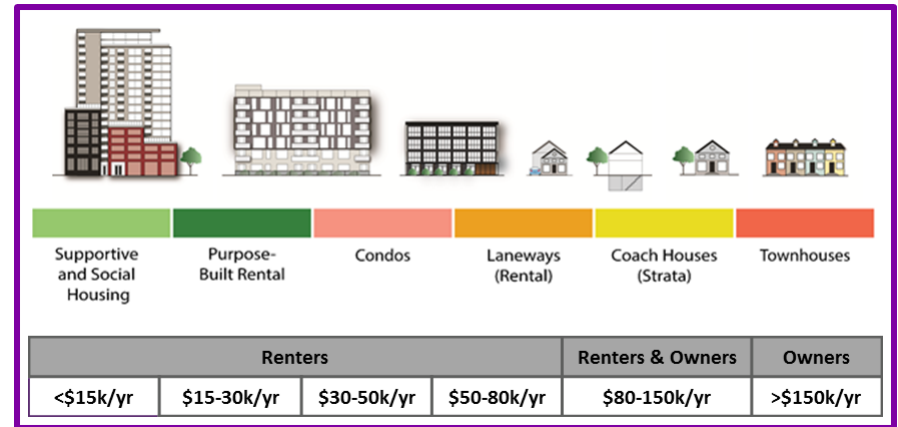 Supportive
and Social
Housing
Purpose-
Built Rental
Condos
Laneways
(Rental)
Coach Houses
(Strata)
Townhouses
Renters
Renters & Owners
Owners
<$15k/yr
$15-30k/yr
$30-50k/yr
$50-80k/yr
$80-150k/yr
>$150k/yr